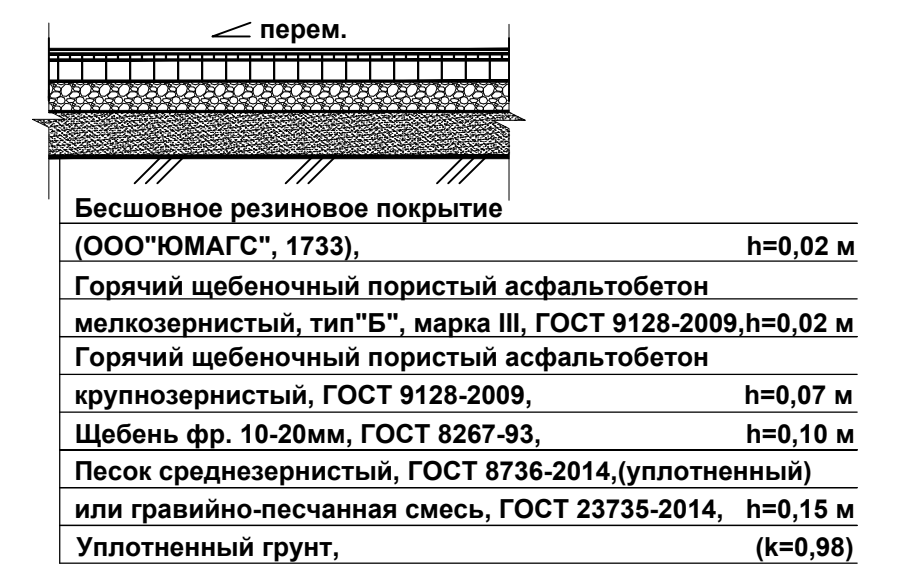 перем.
Бесшовное резиновое покрытие
(ООО"ЮМАГС", 1733), h=0,02 м
Горячий щебеночный пористый асфальтобетон
мелкозернистый, тип"Б", марка III, ГОСТ 9128-2009,h=0,02 м
Горячий щебеночный пористый асфальтобетон
крупнозернистый, ГОСТ 9128-2009, h=0,07 м
Щебень фр. 10-20мм, ГОСТ 8267-93, h=0,10 м
Песок среднезернистый, ГОСТ 8736-2014,(уплотненный)
или гравийно-песчанная смесь, ГОСТ 23735-2014, h=0,15 м
Уплотненный грунт, (k=0,98)